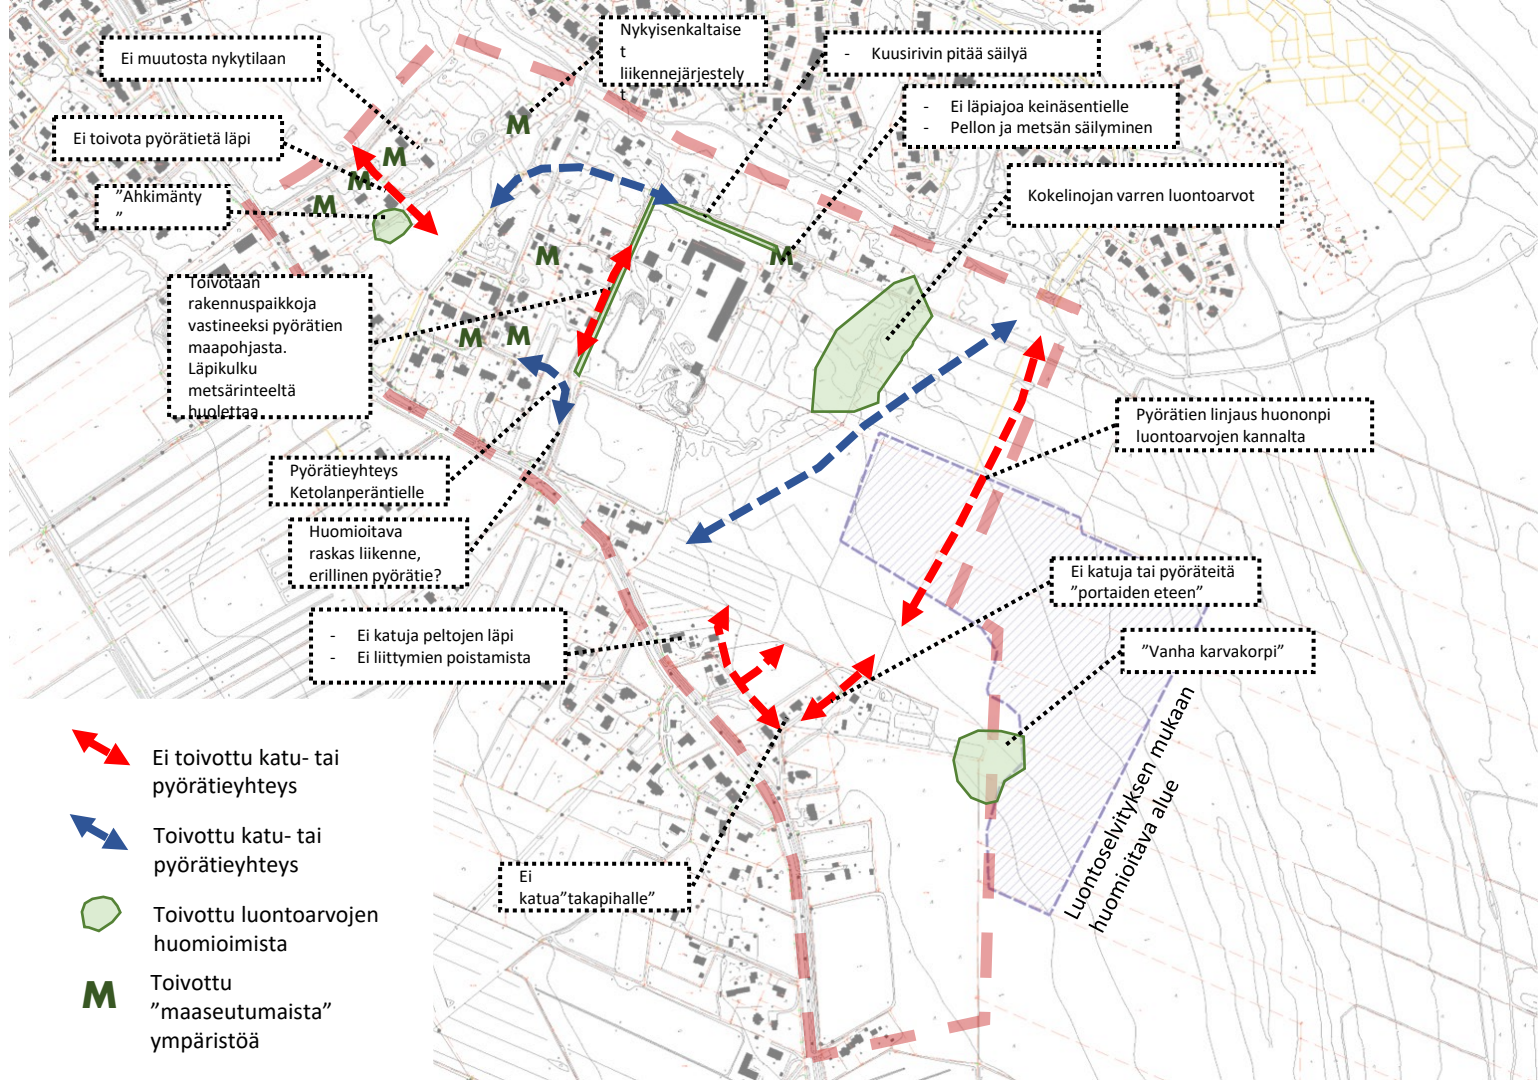 Ei muutosta nykytilaan
Nykyisenkaltaise
t
liikennejärjestely
t
- Kuusirivin pitää säilyä
- Ei läpiajoa keinäsentielle
- Pellon ja metsän säilyminen
Ei toivota pyörätietä läpi
"Ahkimänty
"
Kokelinojan varren luontoarvot
Toivotaan
rakennuspaikkoja
vastineeksi pyörätien
maapohjasta.
Läpikulku
metsärinteeltä
huolettaa
M
M
M
M
M
M
M
M
Pyörätien linjaus huononpi
luontoarvojen kannalta
Pyörätieyhteys
Ketolanperäntielle
Huomioitava
raskas liikenne,
erillinen pyörätie?
Ei katuja tai pyöräteitä
"portaiden eteen"
- Ei katuja peltojen läpi
- Ei liittymien poistamista
"Vanha karvakorpi"
Luontoselvityksen mukaan
huomioitava alue
Ei
katua"takapihalle"
Ei toivottu katu- tai
pyörätieyhteys
Toivottu katu- tai
pyörätieyhteys
Toivottu luontoarvojen
huomioimista
M
Toivottu
"maaseutumaista"
ympäristöä